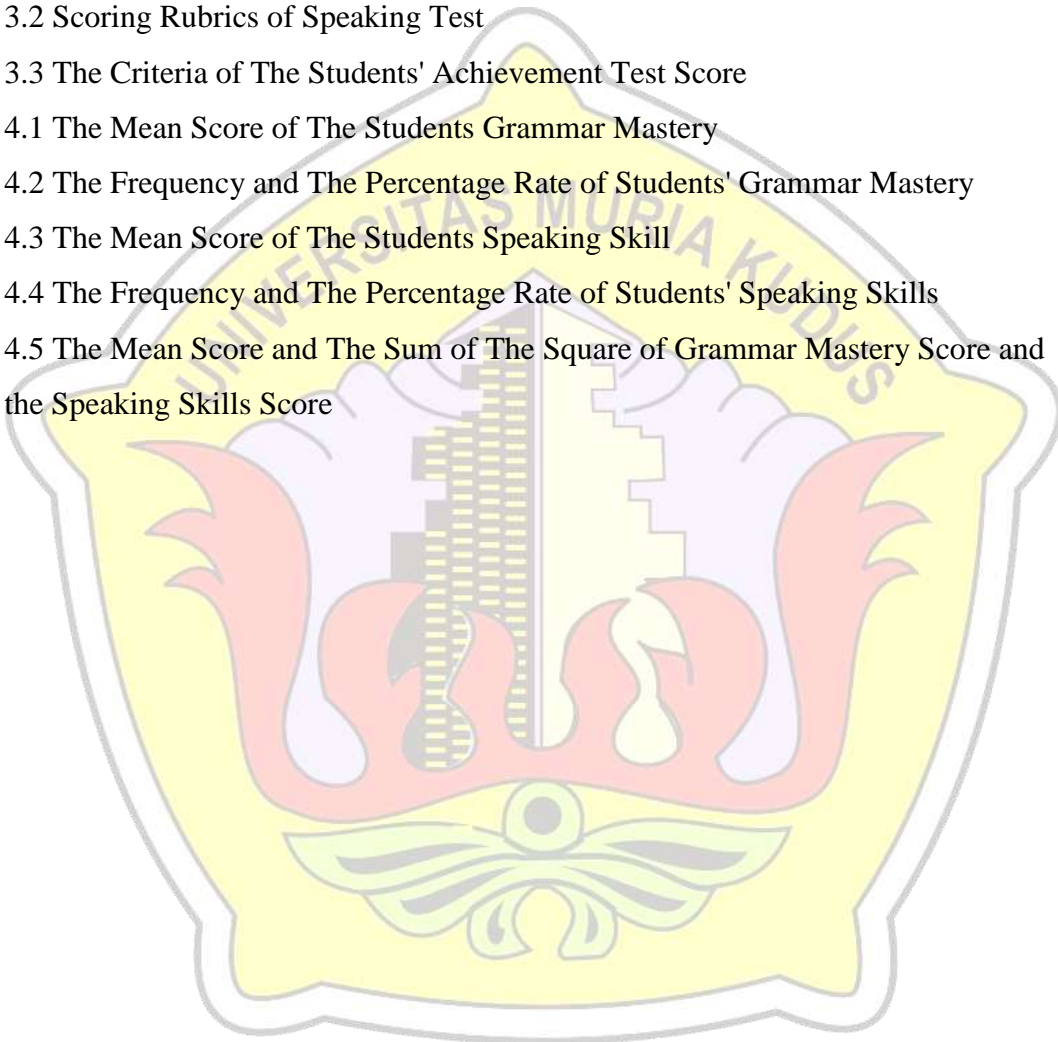 3.2 Scoring Rubrics of Speaking Test
3.3 The Criteria of The Students' Achievement Test Score
4.1 The Mean Score of The Students Grammar Mastery
4.2 The Frequency and The Percentage Rate of Students' Grammar Mastery
4.3 The Mean Score of The Students Speaking Skill
4.4 The Frequency and The Percentage Rate of Students' Speaking Skills
4.5 The Mean Score and The Sum of The Square of Grammar Mastery Score and
the Speaking Skills Score
UNIVERSITAS MURIA KUDUS